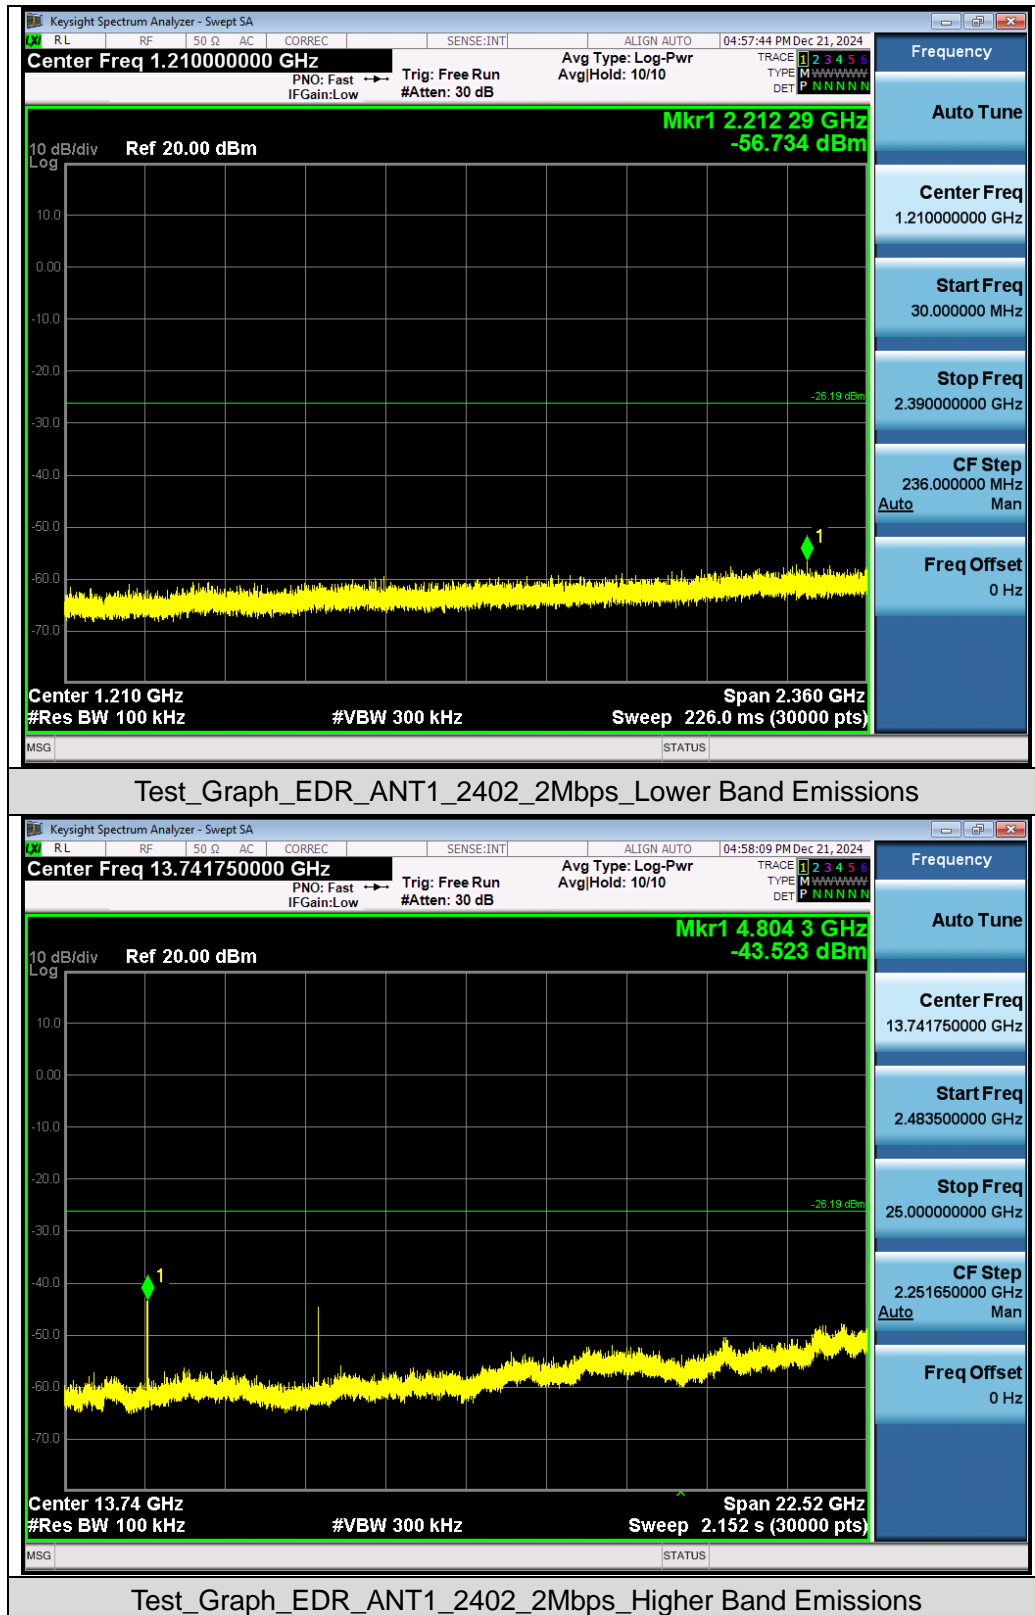 Keysight Spectrum Analyzer - Swept SA
LXI RL RF 50 Ω AC CORREC SENSE:INT ALIGN AUTO 04:57:44 PM Dec 21, 2024
Center Freq 1.210000000 GHz
PNO: Fast
IFGain:Low
Trig: Free Run
#Atten: 30 dB
Avg Type: Log-Pwr
Avg|Hold: 10/10
TRACE 1 2 3 4 5 6
TYPE M WWWWW
DET P N N N N N
Frequency
Mkr1 2.212 29 GHz
-56.734 dBm
10 dB/div
Log
Ref 20.00 dBm
10.0
0.00
-10.0
-20.0
-26.19 dBm
-30.0
-40.0
-50.0
1
-60.0
-70.0
Center 1.210 GHz
#Res BW 100 kHz
#VBW 300 kHz
Span 2.360 GHz
Sweep 226.0 ms (30000 pts)
MSG
STATUS
Auto Tune
Center Freq
1.210000000 GHz
Start Freq
30.000000 MHz
Stop Freq
2.390000000 GHz
CF Step
236.000000 MHz
Auto Man
Freq Offset
0 Hz
Test_Graph_EDR_ANT1_2402_2Mbps_Lower Band Emissions
Keysight Spectrum Analyzer - Swept SA
LXI RL RF 50 Ω AC CORREC SENSE:INT ALIGN AUTO 04:58:09 PM Dec 21, 2024
Center Freq 13.741750000 GHz
PNO: Fast
IFGain:Low
Trig: Free Run
#Atten: 30 dB
Avg Type: Log-Pwr
Avg|Hold: 10/10
TRACE 1 2 3 4 5 6
TYPE M WWWWW
DET P N N N N N
Frequency
Mkr1 4.804 3 GHz
-43.523 dBm
10 dB/div
Log
Ref 20.00 dBm
10.0
0.00
-10.0
-20.0
-26.19 dBm
-30.0
-40.0
1
-50.0
-60.0
-70.0
Center 13.74 GHz
#Res BW 100 kHz
#VBW 300 kHz
Span 22.52 GHz
Sweep 2.152 s (30000 pts)
MSG
STATUS
Auto Tune
Center Freq
13.741750000 GHz
Start Freq
2.483500000 GHz
Stop Freq
25.000000000 GHz
CF Step
2.251650000 GHz
Auto Man
Freq Offset
0 Hz
Test_Graph_EDR_ANT1_2402_2Mbps_Higher Band Emissions